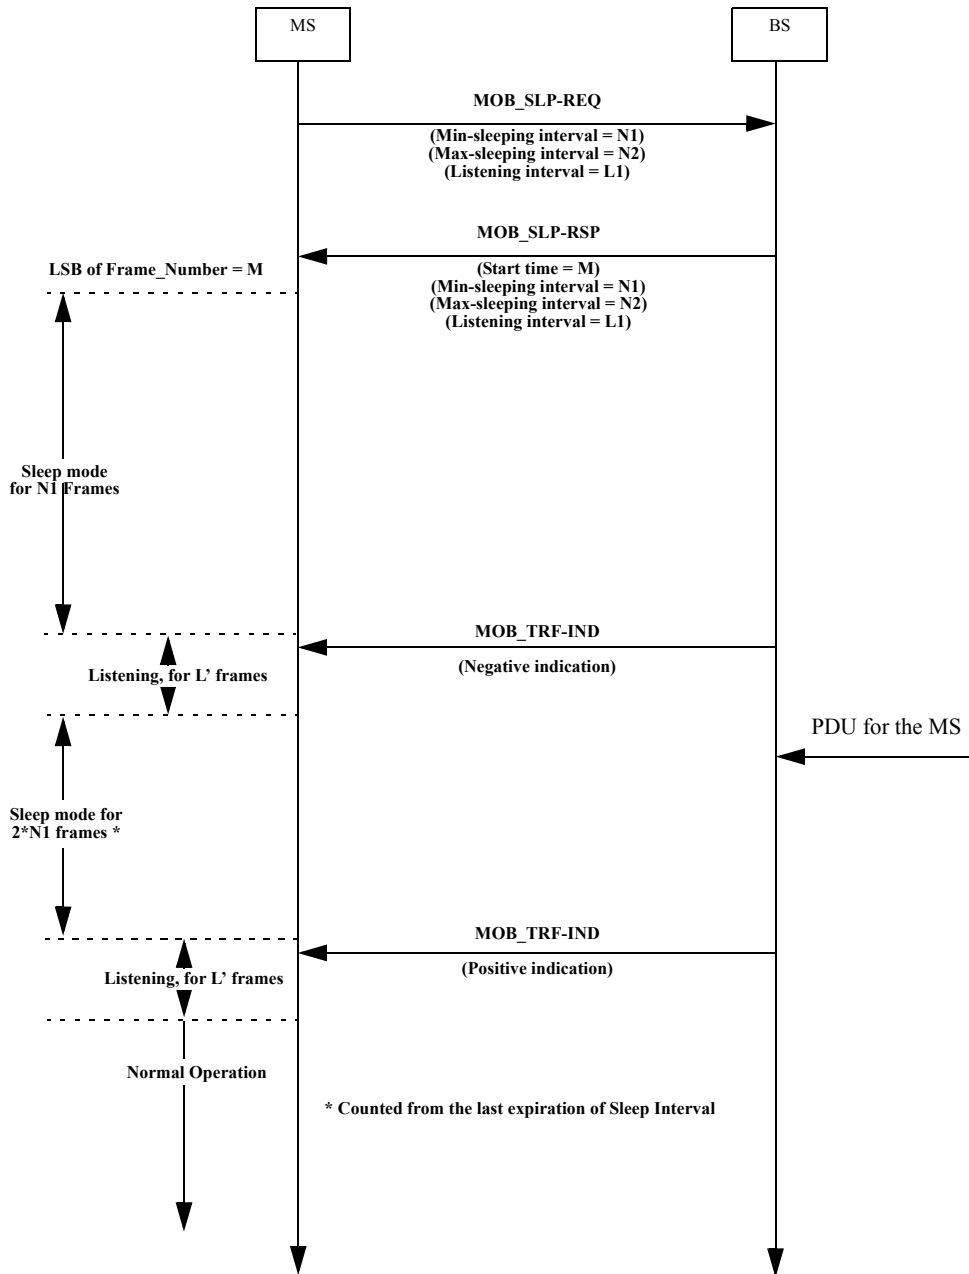 MS
BS
MOB_SLP-REQ
(Min-sleeping interval = N1)
(Max-sleeping interval = N2)
(Listening interval = L1)
MOB_SLP-RSP
LSB of Frame_Number = M
(Start time = M)
(Min-sleeping interval = N1)
(Max-sleeping interval = N2)
(Listening interval = L1)
Sleep mode
for N1 Frames
MOB_TRF-IND
(Negative indication)
Listening, for L’ frames
PDU for the MS
Sleep mode for
2*N1 frames *
MOB_TRF-IND
(Positive indication)
Listening, for L’ frames
Normal Operation
* Counted from the last expiration of Sleep Interval